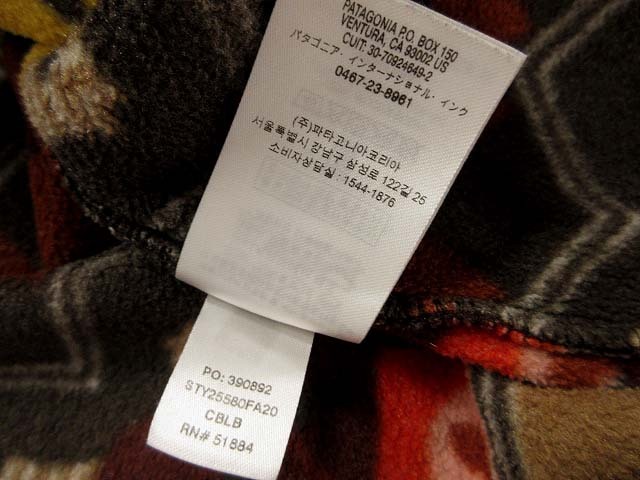 PATAGONIA P.O. BOX 150
VENTURA, CA 93002 US
CUIT: 30-70924649-2
パタゴニア・インターナショナル・インク
0467-23-8961
(주)파타고니아코리아
서울특별시 강남구 삼성로 122길 25
소비자상담실 : 1544-1876
PO: 390892
STY25580FA20
CBLB
RN# 51884